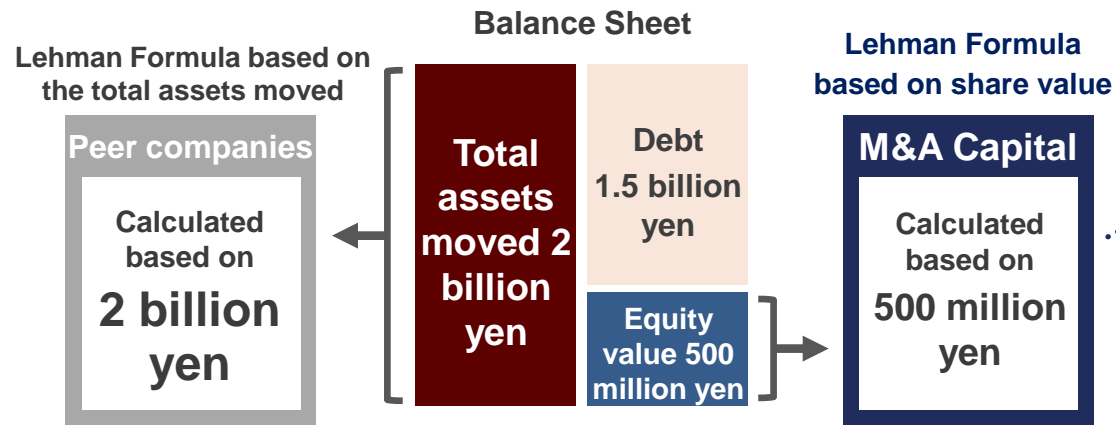 Balance Sheet
Lehman Formula based on
the total assets moved
Peer companies
Calculated
based on
2 billion
yen
Total
assets
moved 2
billion
yen
Debt
1.5 billion
yen
Equity
value 500
million yen
Lehman Formula
based on share value
M&A Capital
Calculated
based on
500 million
yen